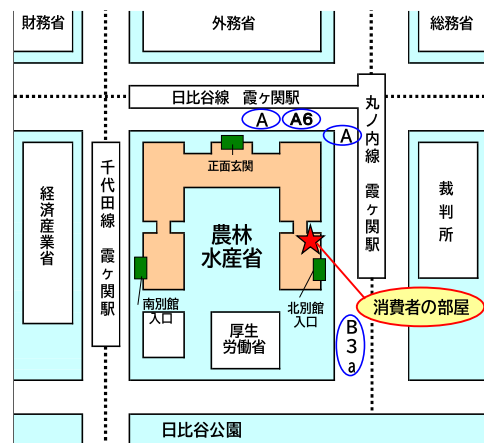 財務省
外務省
総務省
日比谷線 霞ヶ関駅
A
A6
A
丸ノ内線 霞ヶ関駅
正面玄関
千代田線 霞ヶ関駅
経済産業省
裁判所
農林
水産省
南別館
入口
北別館
入口
消費者の部屋
厚生
労働省
B3a
日比谷公園